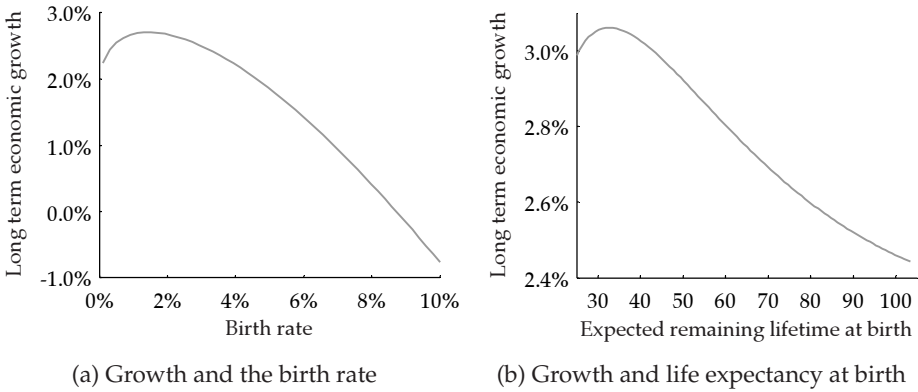 Long term economic growth
3.0%
2.0%
1.0%
0.0%
-1.0%
0% 2% 4% 6% 8% 10%
Birth rate
(a) Growth and the birth rate
Long term economic growth
3.0%
2.8%
2.6%
2.4%
30 40 50 60 70 80 90 100
Expected remaining lifetime at birth
(b) Growth and life expectancy at birth